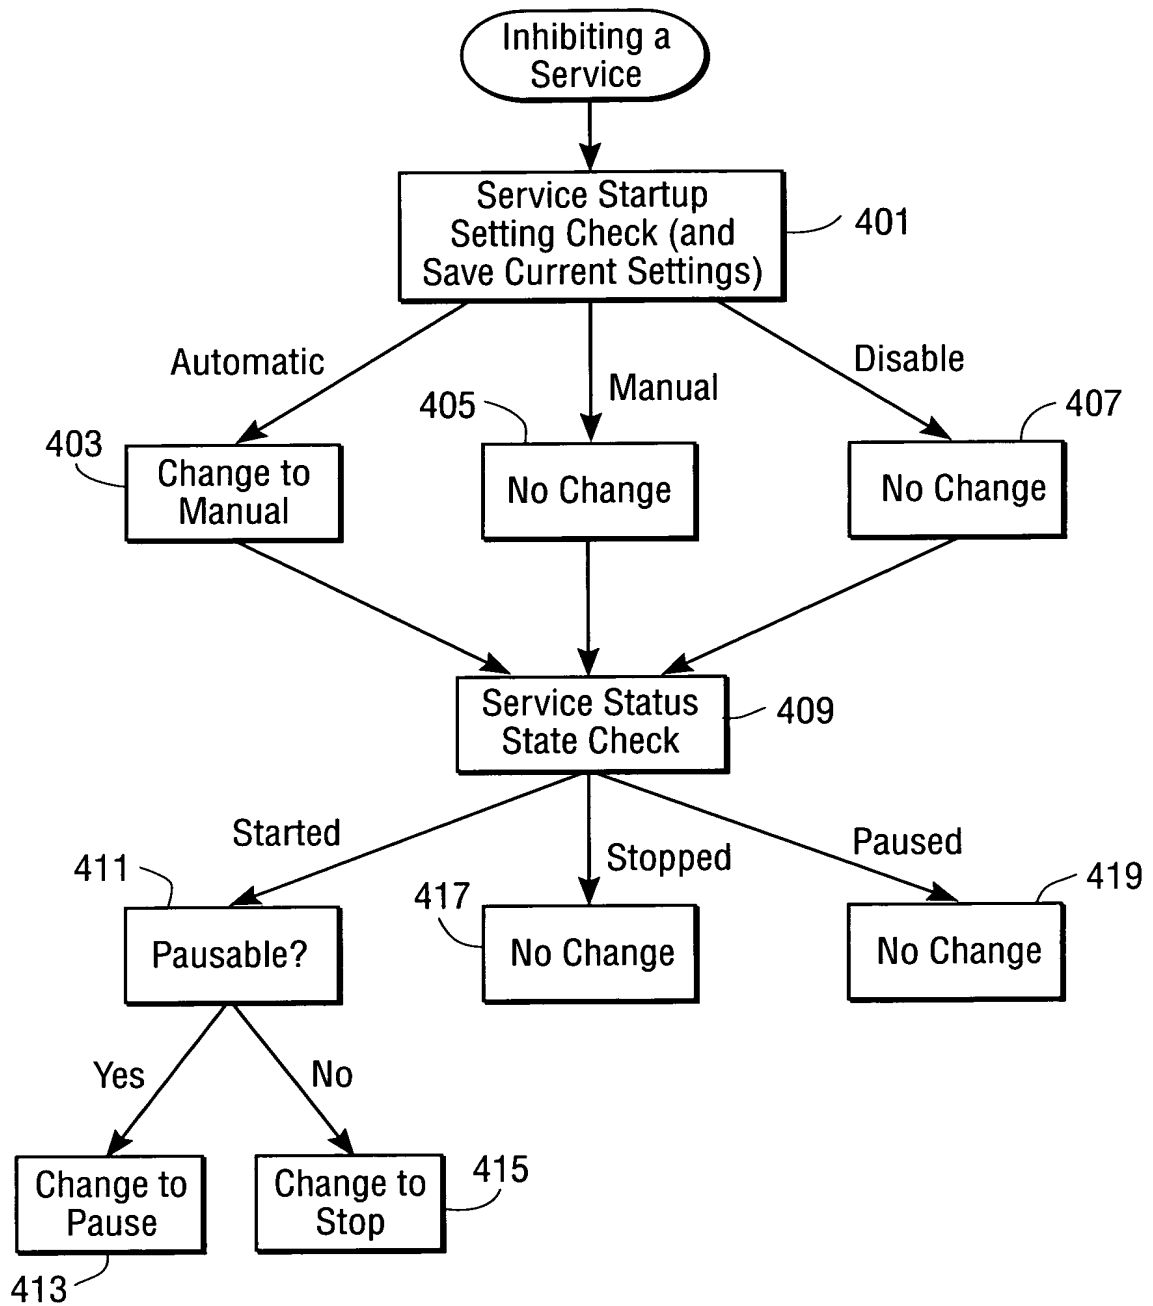 Inhibiting a
Service
Service Startup
Setting Check (and
Save Current Settings)
401
Automatic
Manual
Disable
403
Change to
Manual
405
No Change
407
No Change
Service Status
State Check
409
Started
Stopped
Paused
411
Pausable?
417
No Change
419
No Change
Yes
No
Change to
Pause
413
Change to
Stop
415